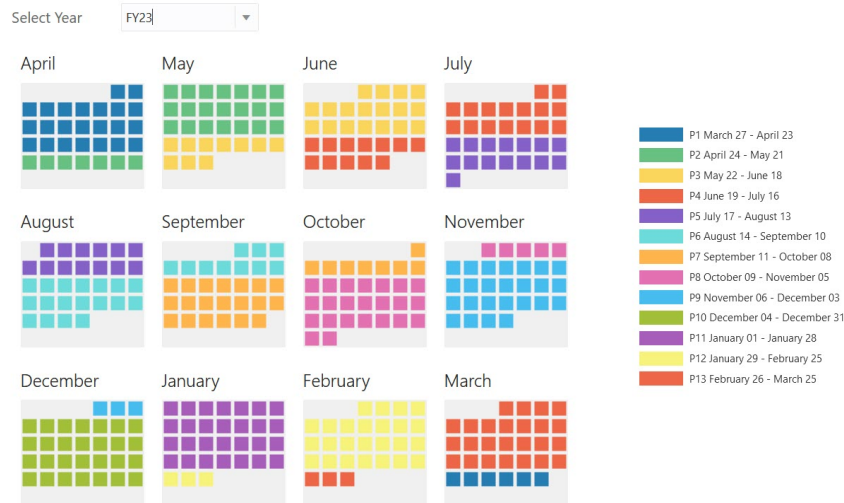 Select Year
FY23
April
May
June
July
August
September
October
November
December
January
February
March
P1 March 27 - April 23
P2 April 24 - May 21
P3 May 22 - June 18
P4 June 19 - July 16
P5 July 17 - August 13
P6 August 14 - September 10
P7 September 11 - October 08
P8 October 09 - November 05
P9 November 06 - December 03
P10 December 04 - December 31
P11 January 01 - January 28
P12 January 29 - February 25
P13 February 26 - March 25